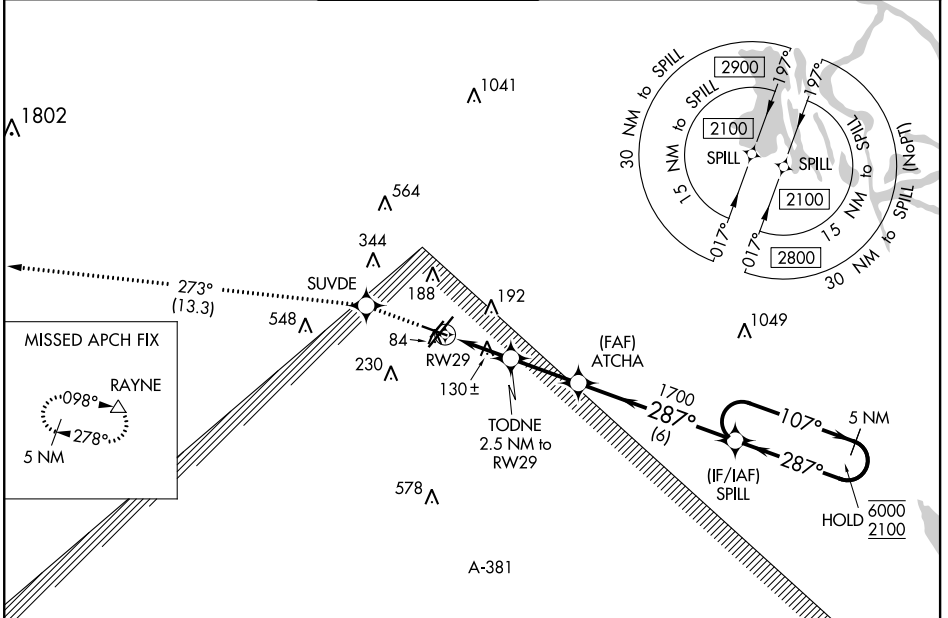 1041
1802
564
344
SUVDE
188
192
273°
(13.3)
548
84
RW29
230
130 ±
TODNE
2.5 NM to
RW29
(FAF)
ATCHA
1049
1700
287°
(6)
107°
5 NM
287°
(IF/IAF)
SPILL
HOLD
6000
2100
578
A-381
MISSED APCH FIX
RAYNE
098°
278°
5 NM
30 NM to SPILL
2900
197°
197°
15 NM to SPILL
2100
SPILL
SPILL
2100
15 NM to SPILL
017°
017°
2800
30 NM to SPILL (NoPT)